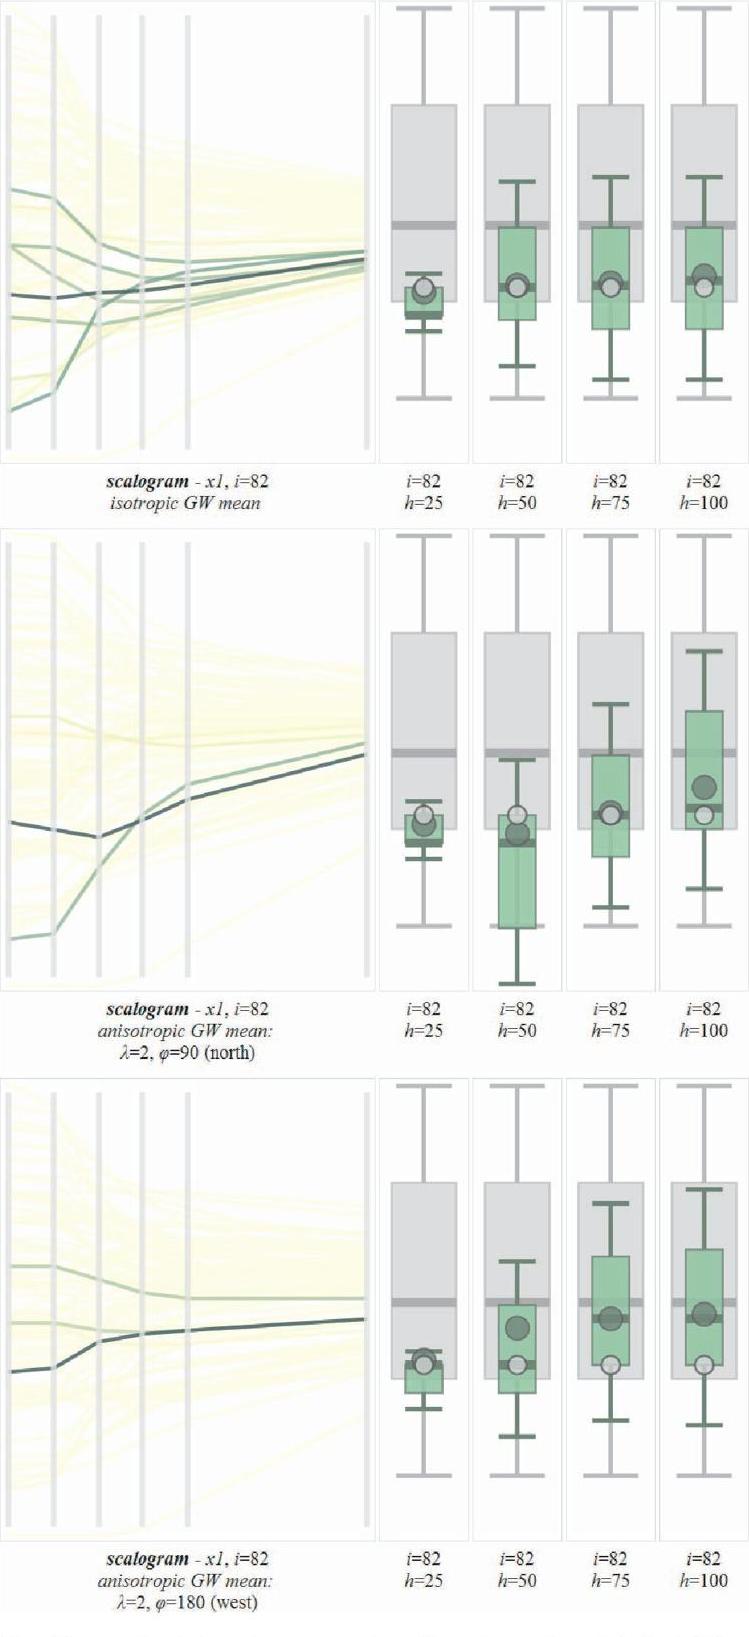 scalogram - x1, i=82
isotropic GW mean
i=82
h=25
i=82
h=50
i=82
h=75
i=82
h=100
scalogram - x1, i=82
anisotropic GW mean:
λ=2, φ=90 (north)
i=82
h=25
i=82
h=50
i=82
h=75
i=82
h=100
scalogram - x1, i=82
anisotropic GW mean:
λ=2, φ=180 (west)
i=82
h=25
i=82
h=50
i=82
h=75
i=82
h=100